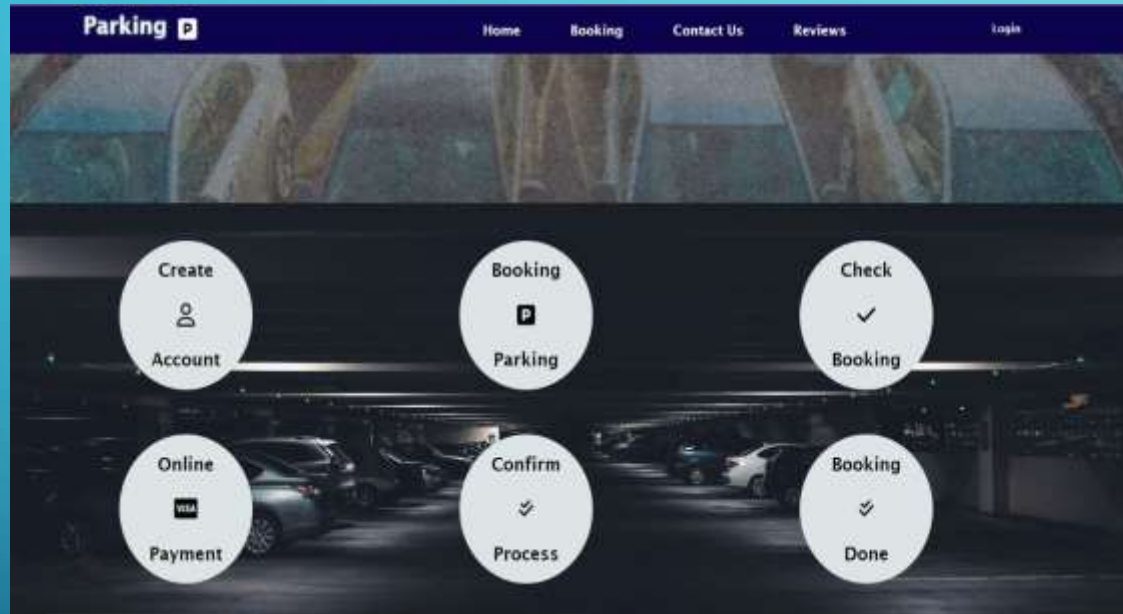 Parking P
Home Booking Contact Us Reviews Login
Create
Account
Booking
P
Parking
Check
Booking
Online
VISA
Payment
Confirm
Process
Booking
Done